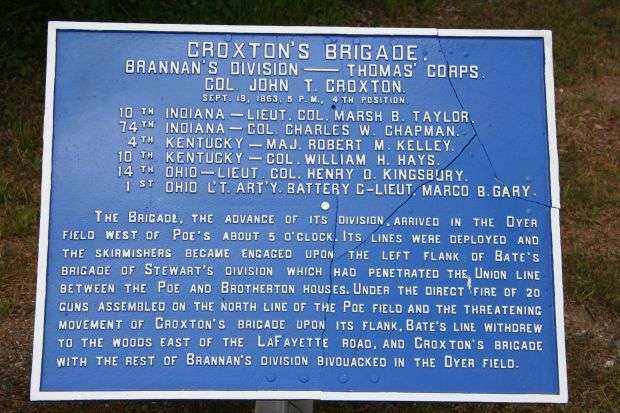 CROXTON'S BRIGADE.
BRANNAN'S DIVISION — THOMAS' CORPS.
COL. JOHN T. CROXTON.
SEPT. 19, 1863. 5 P.M., 4TH POSITION.
10TH INDIANA—LIEUT. COL. MARSH B. TAYLOR.
74TH INDIANA—COL. CHARLES W. CHAPMAN.
4TH KENTUCKY—MAJ. ROBERT M. KELLEY.
10TH KENTUCKY—COL. WILLIAM H. HAYS.
14TH OHIO—LIEUT. COL. HENRY D. KINGSBURY.
1ST OHIO L'T. ART'Y. BATTERY C-LIEUT. MARCO B. GARY.
THE BRIGADE, THE ADVANCE OF ITS DIVISION, ARRIVED IN THE DYER
FIELD WEST OF POE'S ABOUT 5 O'CLOCK. ITS LINES WERE DEPLOYED AND
THE SKIRMISHERS BECAME ENGAGED UPON THE LEFT FLANK OF BATE'S
BRIGADE OF STEWART'S DIVISION WHICH HAD PENETRATED THE UNION LINE
BETWEEN THE POE AND BROTHERTON HOUSES. UNDER THE DIRECT FIRE OF 20
GUNS ASSEMBLED ON THE NORTH LINE OF THE POE FIELD, AND THE THREATENING
MOVEMENT OF CROXTON'S BRIGADE UPON ITS FLANK, BATE'S LINE WITHDREW
TO THE WOODS EAST OF THE LAFAYETTE ROAD, AND CROXTON'S BRIGADE
WITH THE REST OF BRANNAN'S DIVISION BIVOUACKED IN THE DYER FIELD.